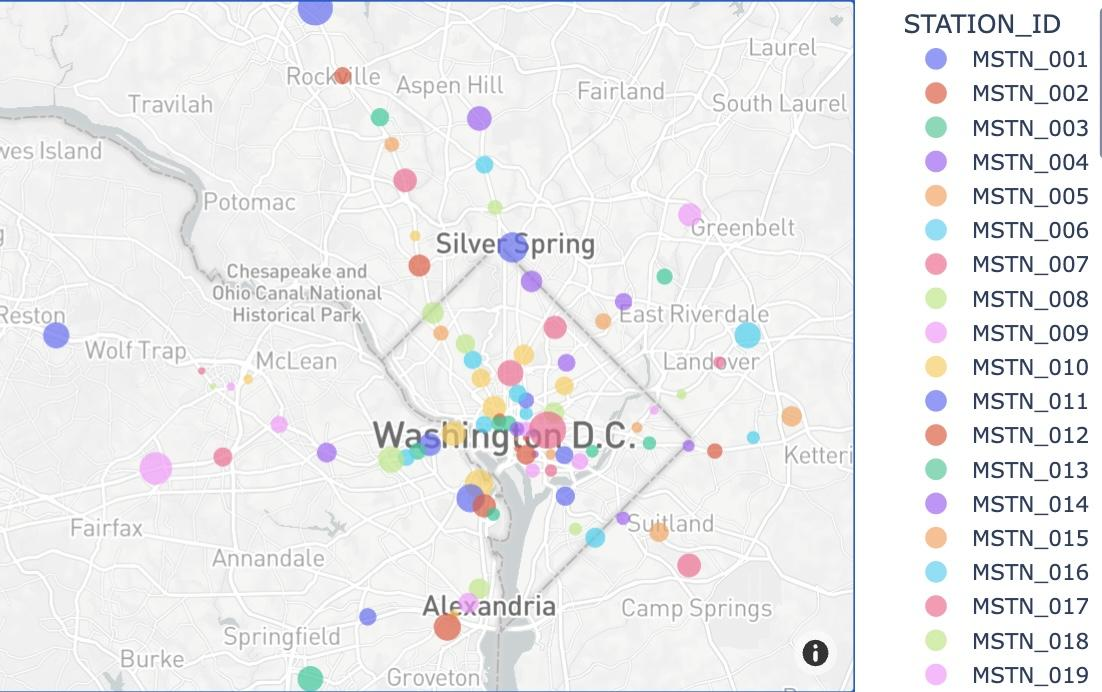 Laurel
Rockville
Aspen Hill
Fairland
Travilah
South Laurel
wes Island
Potomac
Greenbelt
Silver Spring
Chesapeake and
Ohio Canal National
Historical Park
Reston
East Riverdale
Wolf Trap
McLean
Landover
Washington D.C.
Ketteri
Fairfax
Suitland
Annandale
Alexandria
Camp Springs
Springfield
Burke
Groveton
STATION_ID
MSTN_001
MSTN_002
MSTN_003
MSTN_004
MSTN_005
MSTN_006
MSTN_007
MSTN_008
MSTN_009
MSTN_010
MSTN_011
MSTN_012
MSTN_013
MSTN_014
MSTN_015
MSTN_016
MSTN_017
MSTN_018
MSTN_019